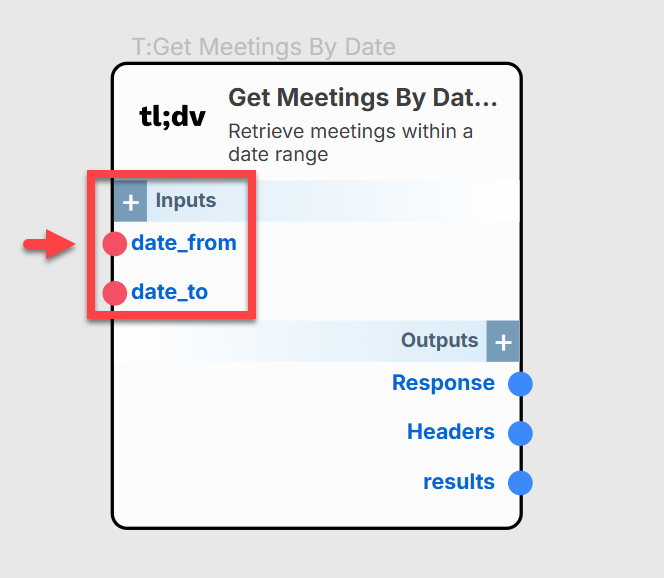 T:Get Meetings By Date
tl;dv
Get Meetings By Dat...
Retrieve meetings within a
date range
+ Inputs
date_from
date_to
Outputs +
Response
Headers
results